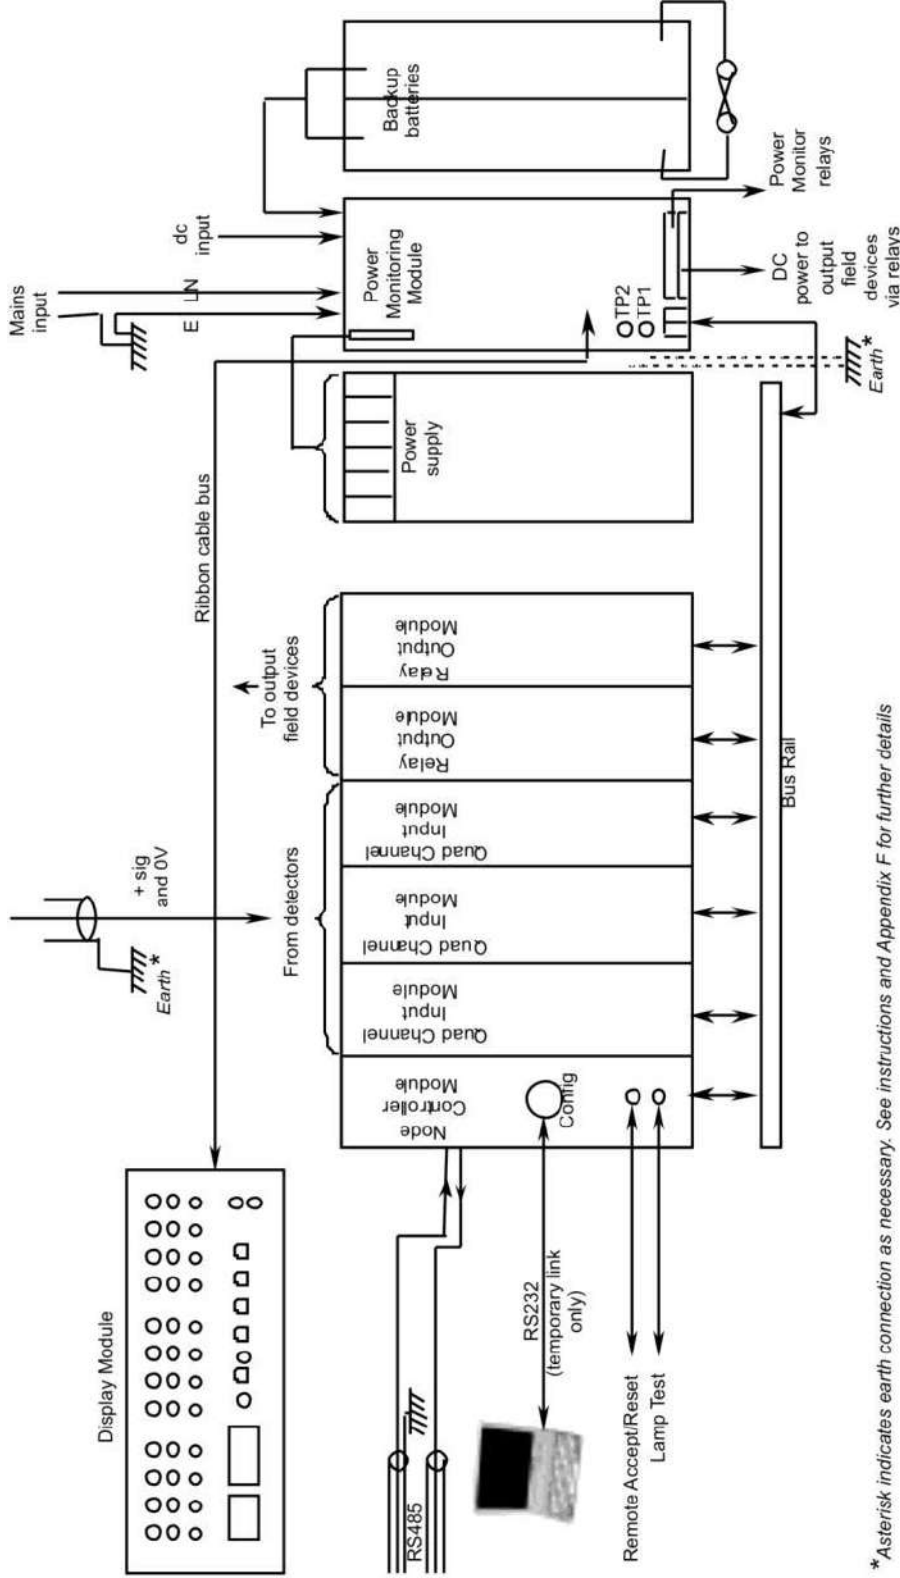 Mains
input
E
LN
dc
input
Backup
batteries
Power
Monitoring
Module
TP2
TP1
Power
Monitor
relays
DC
power to
output
field
devices
via relays
Earth*
Power
supply
Ribbon cable bus
To output
field devices
+ sig
and 0V
Earth*
From detectors
Relay
Output
Module
Relay
Output
Module
Quad Channel
Input
Module
Quad Channel
Input
Module
Quad Channel
Input
Module
Node
Controller
Module
Config
Bus Rail
Display Module
RS485
RS232
(temporary link
only)
Remote Accept/Reset
Lamp Test
*Asterisk indicates earth connection as necessary. See instructions and Appendix F for further details